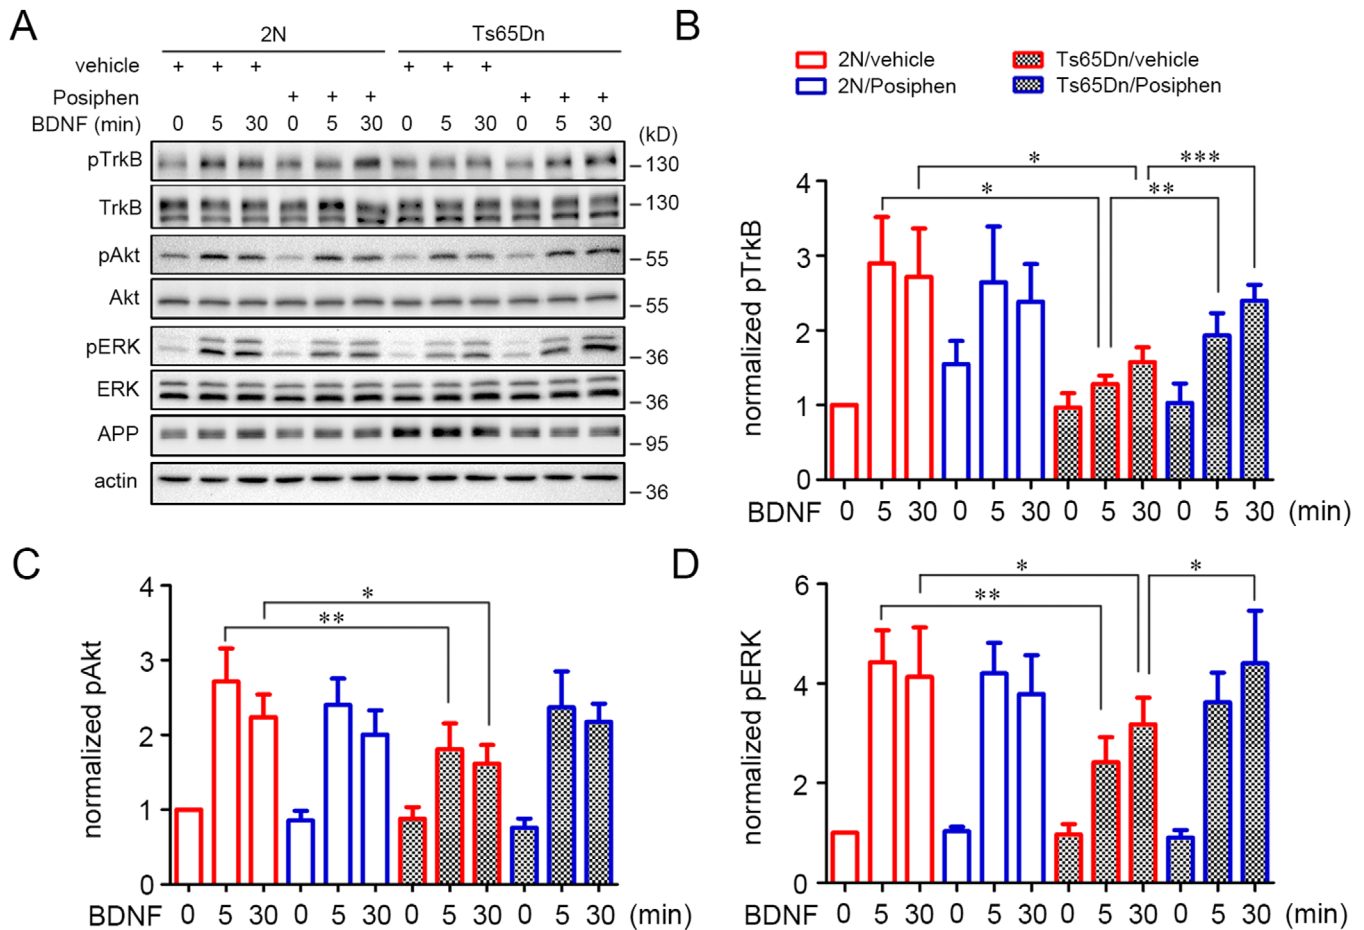 A
2N Ts65Dn
vehicle + + + + + +
Posiphen + + + + + +
BDNF (min) 0 5 30 0 5 30 0 5 30 0 5 30 (kD)
pTrkB – 130
TrkB – 130
pAkt – 55
Akt – 55
pERK – 36
ERK – 36
APP – 95
actin – 36
B
2N/vehicle Ts65Dn/vehicle
2N/Posiphen Ts65Dn/Posiphen
* ***
* **
normalized pTrkB
4
3
2
1
0
BDNF 0 5 30 0 5 30 0 5 30 0 5 30 (min)
C
*
**
normalized pAkt
4
3
2
1
0
BDNF 0 5 30 0 5 30 0 5 30 0 5 30 (min)
D
* *
**
normalized pERK
6
4
2
0
BDNF 0 5 30 0 5 30 0 5 30 0 5 30 (min)